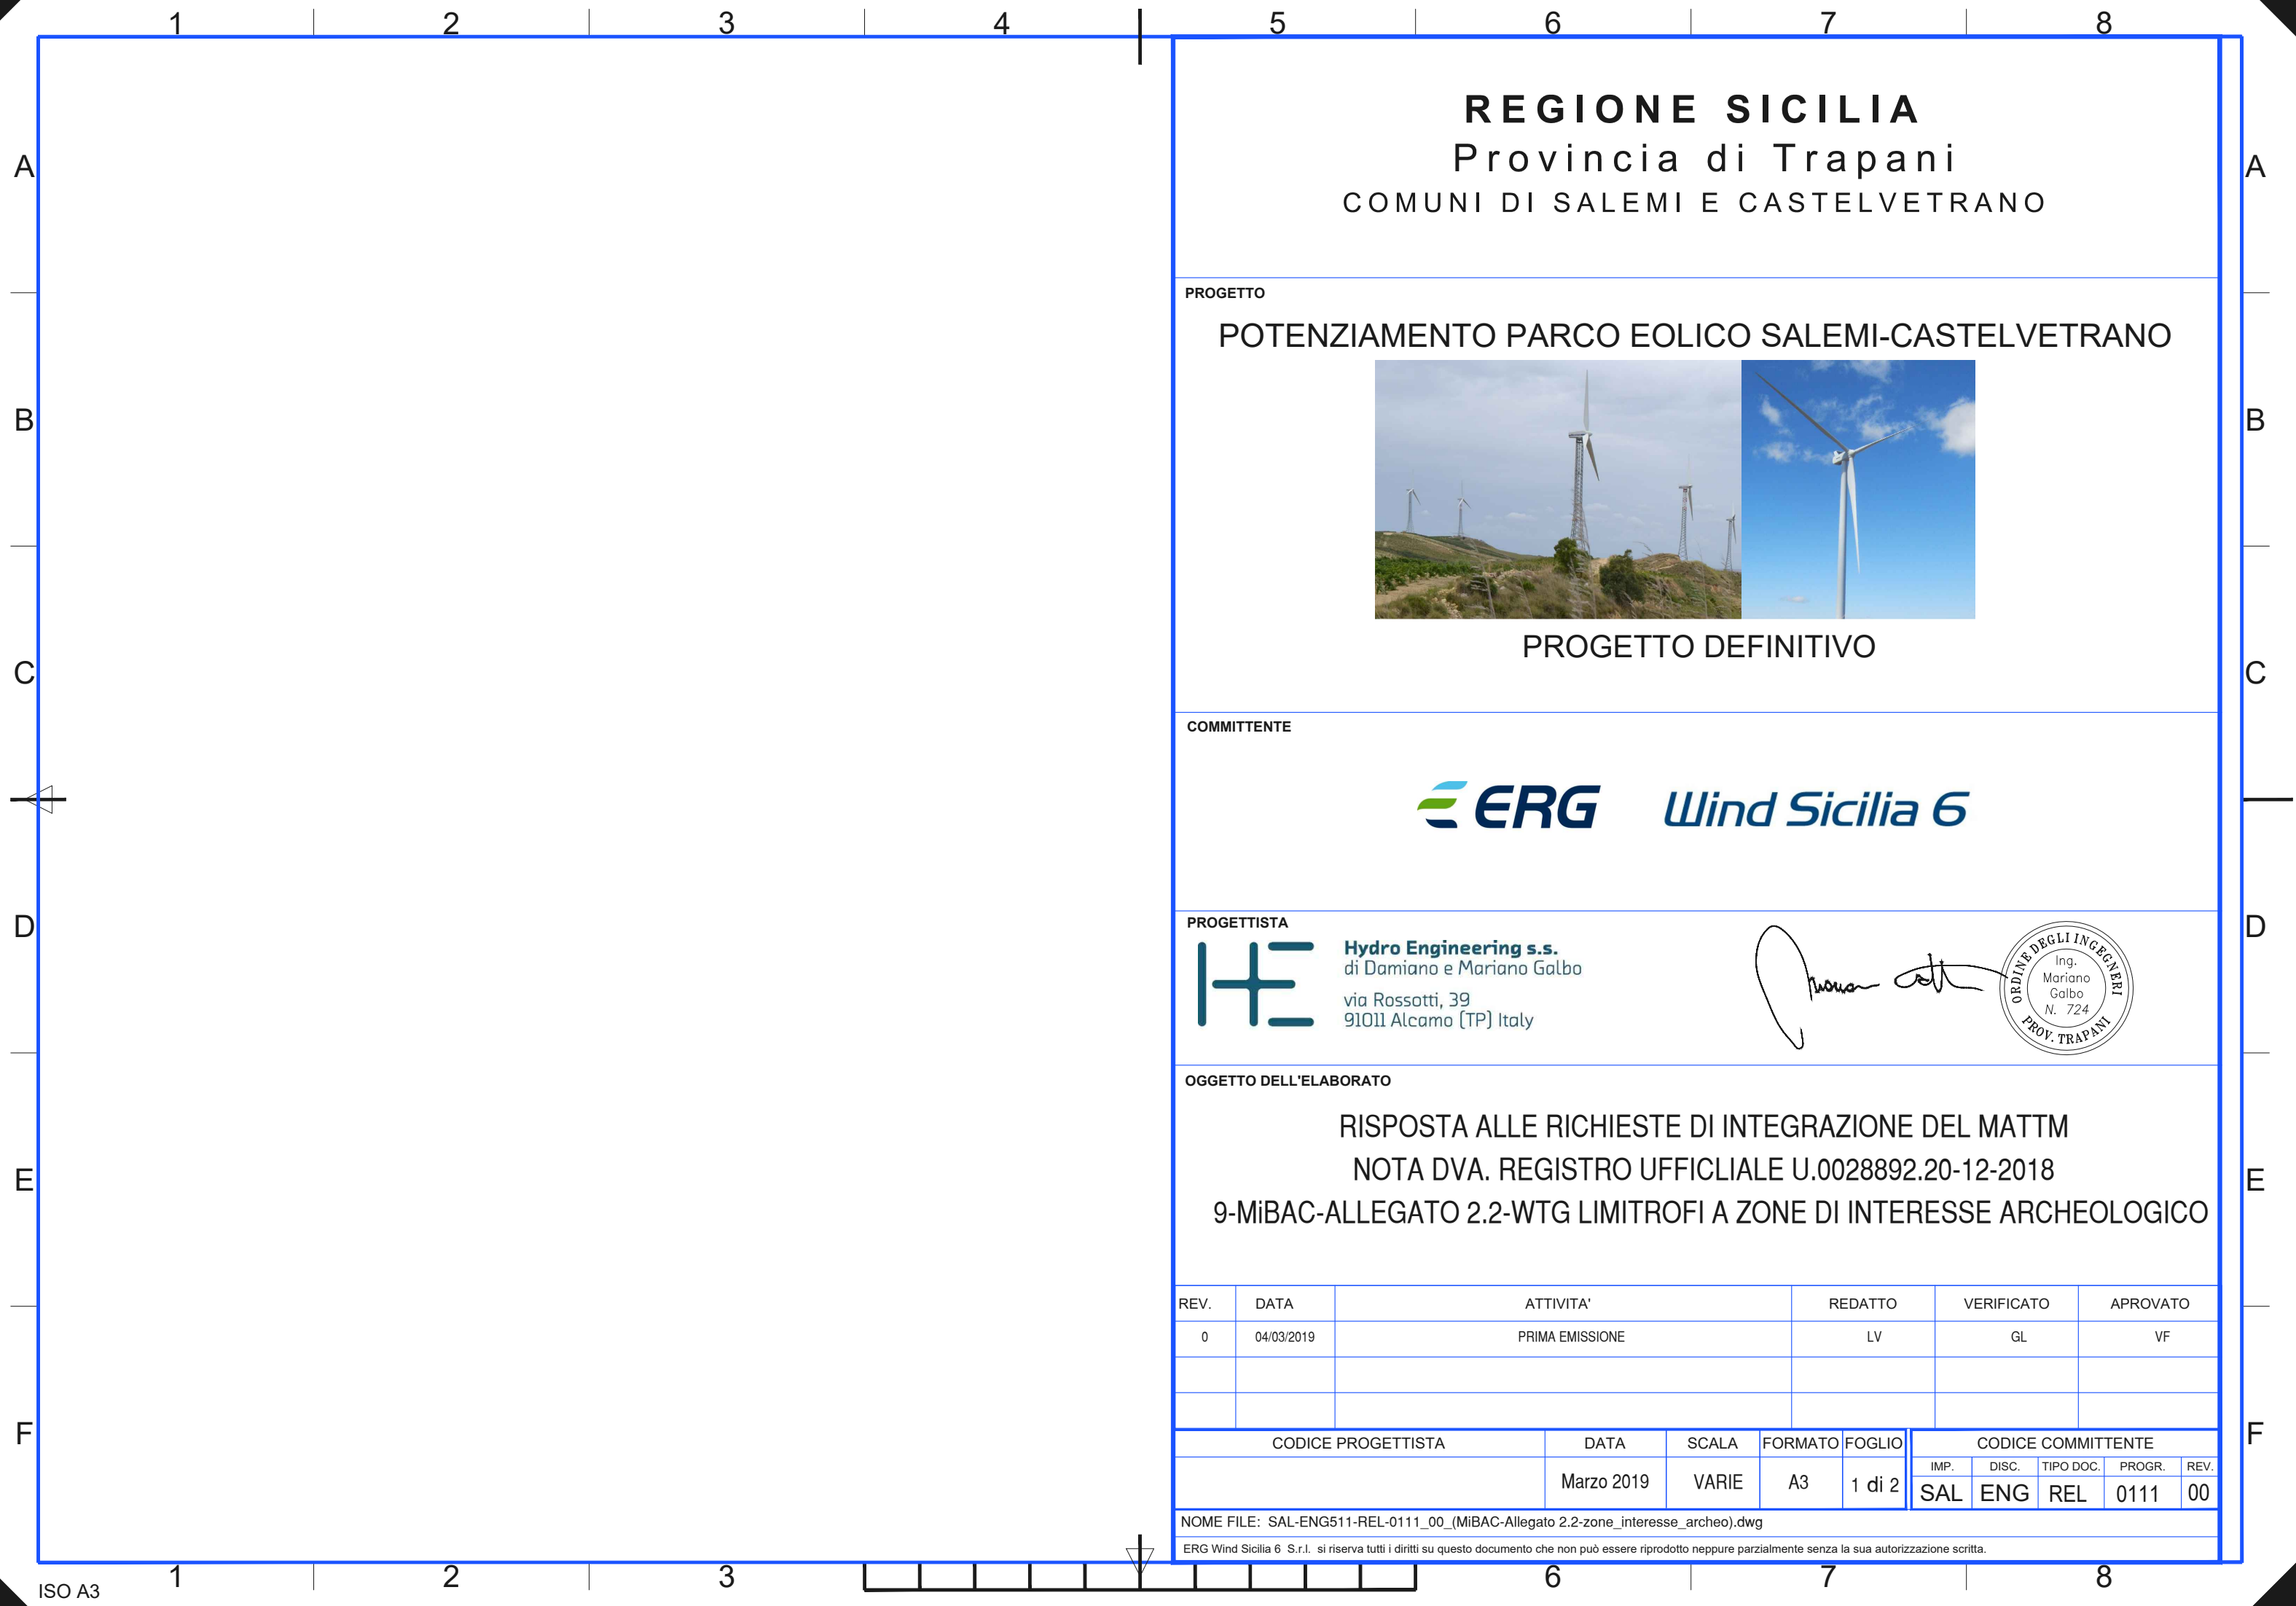 1 2 3 4 5 6 7 8
REGIONE SICILIA
Provincia di Trapani
COMUNI DI SALEMI E CASTELVETRANO
A A
PROGETTO
POTENZIAMENTO PARCO EOLICO SALEMI-CASTELVETRANO
B B
PROGETTO DEFINITIVO
C C
COMMITTENTE
ERG Wind Sicilia 6
PROGETTISTA
D D
Hydro Engineering s.s.
di Damiano e Mariano Galbo
via Rossotti, 39
91011 Alcamo (TP) Italy
ORDINE DEGLI INGEGNERI
Ing.
Mariano
Galbo
N. 724
PROV. TRAPANI
OGGETTO DELL'ELABORATO
RISPOSTA ALLE RICHIESTE DI INTEGRAZIONE DEL MATTM
NOTA DVA. REGISTRO UFFICLIALE U.0028892.20-12-2018
E E
9-MiBAC-ALLEGATO 2.2-WTG LIMITROFI A ZONE DI INTERESSE ARCHEOLOGICO
REV. DATA ATTIVITA' REDATTO VERIFICATO APROVATO
0 04/03/2019 PRIMA EMISSIONE LV GL VF
F F
CODICE PROGETTISTA DATA SCALA FORMATO FOGLIO CODICE COMMITTENTE
IMP. DISC. TIPO DOC. PROGR. REV.
Marzo 2019 VARIE A3 1 di 2 SAL ENG REL 0111 00
NOME FILE: SAL-ENG511-REL-0111_00_(MiBAC-Allegato 2.2-zone_interesse_archeo).dwg
ERG Wind Sicilia 6 S.r.l. si riserva tutti i diritti su questo documento che non può essere riprodotto neppure parzialmente senza la sua autorizzazione scritta.
1 2 3 6 7 8
ISO A3